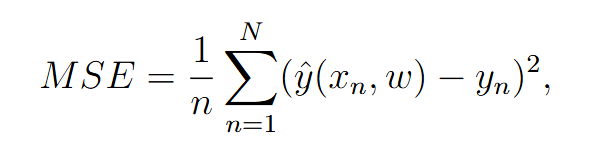 MSE = \frac{1}{n} \sum_{n=1}^{N} (\hat{y}(x_n, w) - y_n)^2,